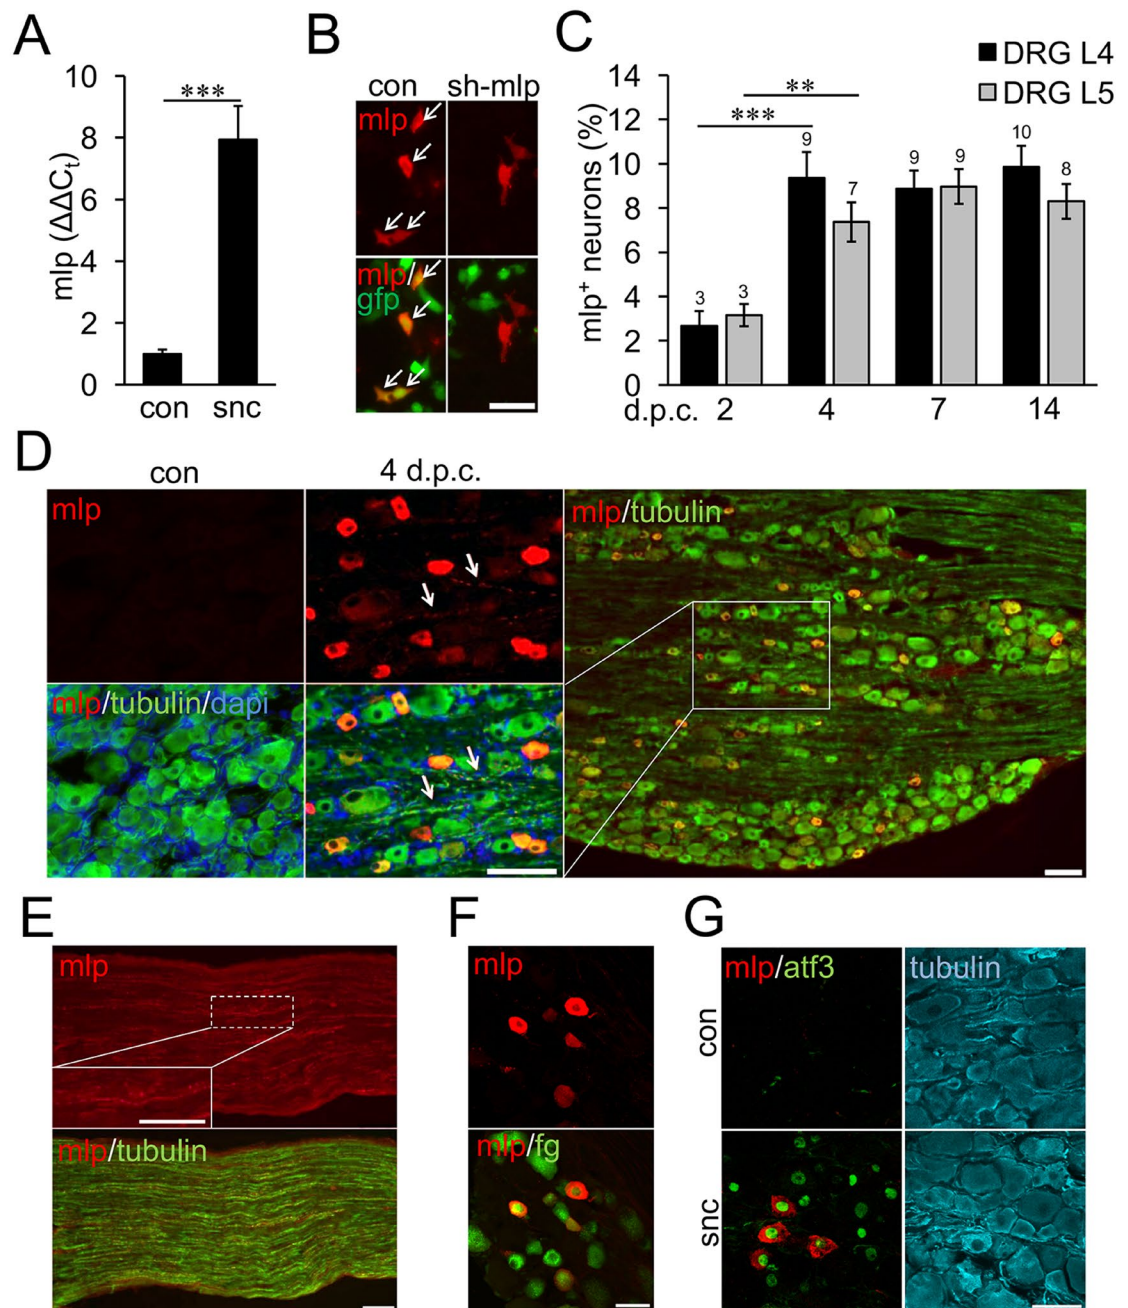 A
mlp (ΔΔCt)
10
8
6
4
2
0
***
con
snc
B
con
sh-mlp
mlp
mlp/
gfp
C
DRG L4
DRG L5
mlp+ neurons (%)
14
12
10
8
6
4
2
0
***
**
3
3
9
7
9
9
10
8
d.p.c.
2
4
7
14
D
con
4 d.p.c.
mlp
mlp/tubulin
mlp/tubulin/dapi
E
mlp
mlp/tubulin
F
mlp
mlp/fg
G
con
mlp/atf3
tubulin
snc